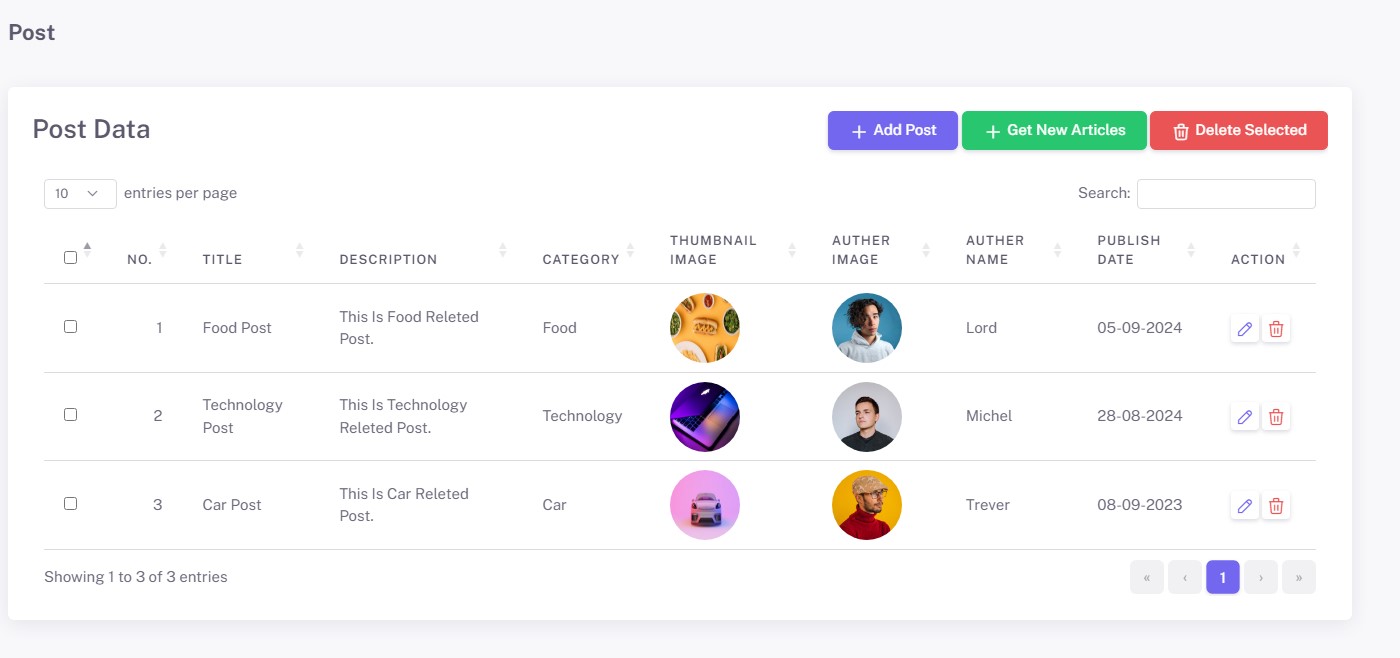 Post
Post Data
Add Post
Get New Articles
Delete Selected
10 entries per page
Search:
NO. TITLE DESCRIPTION CATEGORY THUMBNAIL IMAGE AUTHER IMAGE AUTHER NAME PUBLISH DATE ACTION
1 Food Post This Is Food Releted Post. Food Lord 05-09-2024
2 Technology Post This Is Technology Releted Post. Technology Michel 28-08-2024
3 Car Post This Is Car Releted Post. Car Trever 08-09-2023
Showing 1 to 3 of 3 entries
« ‹ 1 › »